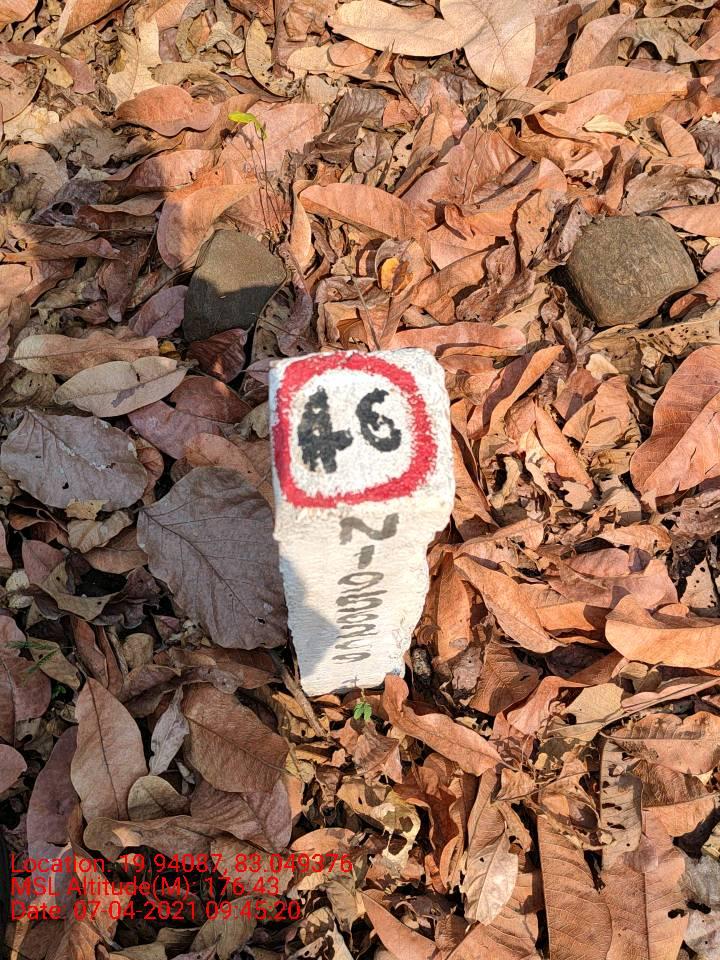 46
Location: 19.94087, 83.049376
MSL Altitude(M): 176.43
Date: 07-04-2021 09:45:20